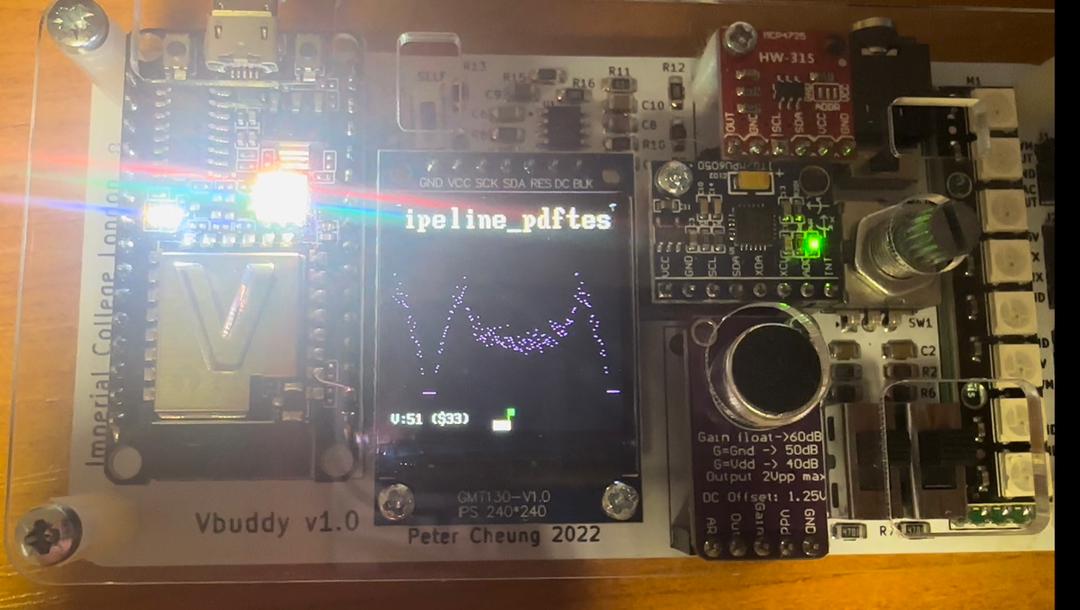 MCP4725
HW-315
SELF
R13
R15
R16
R11
R12
C10
C8
M1
OUT
SCL
SDA
VCC
GND
ADDR
VCC
GND VCC SCK SDA RES DC BLK
ipeline_pdftes
V:51 ($33)
VCC
GND
SCL
SDA
XDA
INT
SW1
C2
R2
R6
V
Imperial College London
Gain float->60dB
G=Gnd -> 50dB
G=Vdd -> 40dB
Output 2Vpp max
DC Offset: 1.25V
AR
Out
Gain
Vdd
GND
GMT130-V1.0
IPS 240*240
Vbuddy v1.0
Peter Cheung 2022